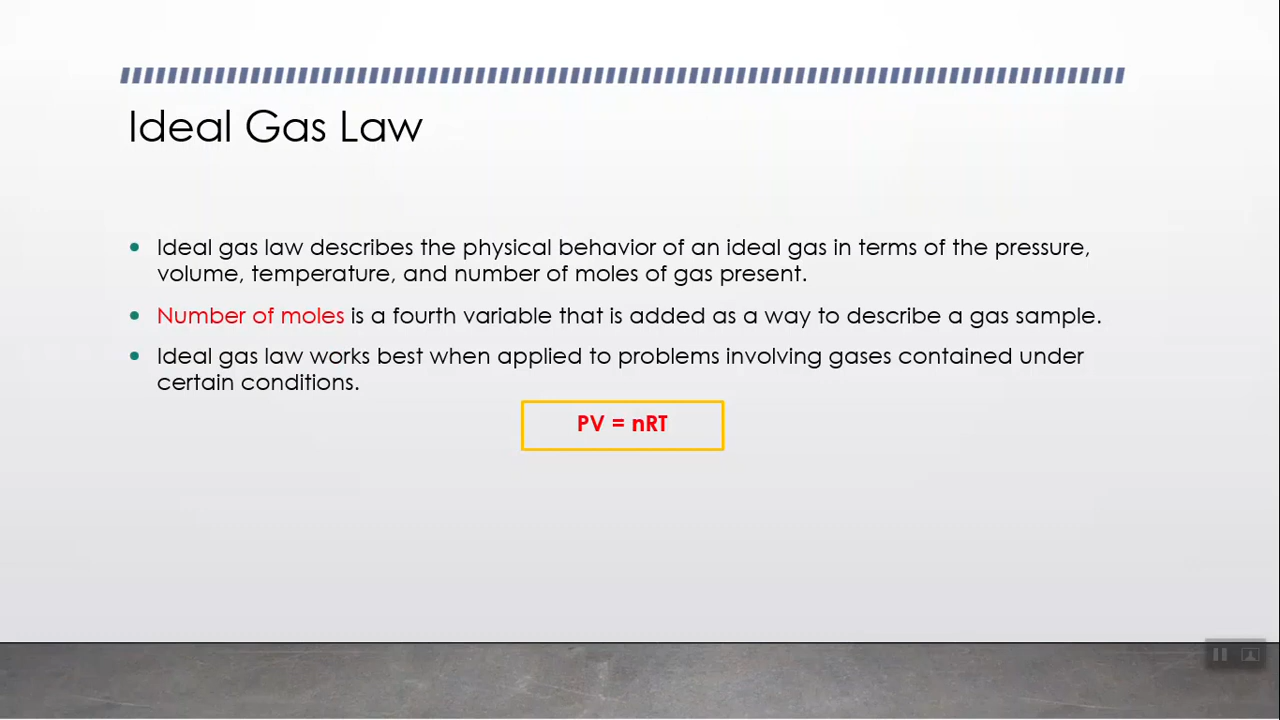 Ideal Gas Law
• Ideal gas law describes the physical behavior of an ideal gas in terms of the pressure,
volume, temperature, and number of moles of gas present.
• Number of moles is a fourth variable that is added as a way to describe a gas sample.
• Ideal gas law works best when applied to problems involving gases contained under
certain conditions.
PV = nRT